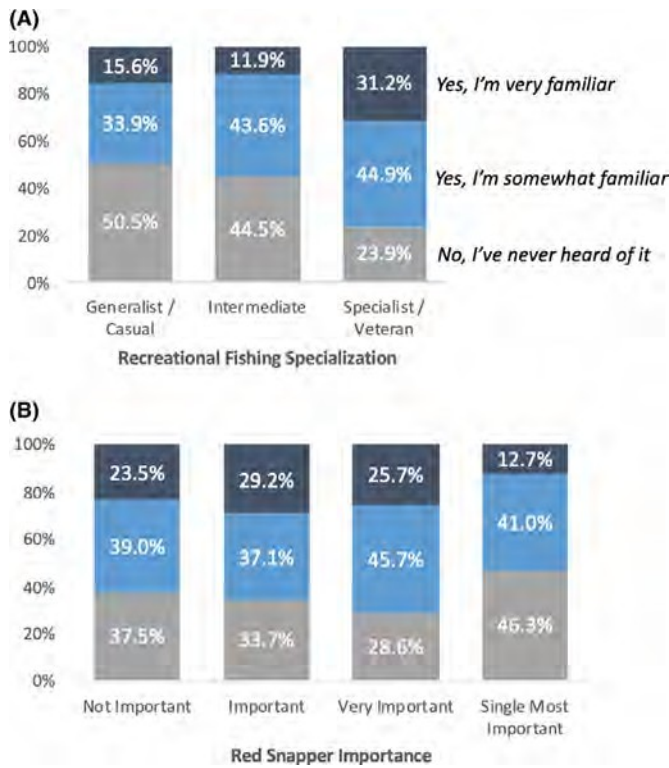 (A)
100%
80%
60%
40%
20%
0%
15.6%
11.9%
31.2%
Yes, I'm very familiar
33.9%
43.6%
44.9%
Yes, I'm somewhat familiar
50.5%
44.5%
23.9%
No, I've never heard of it
Generalist /
Casual
Intermediate
Specialist /
Veteran
Recreational Fishing Specialization
(B)
100%
80%
60%
40%
20%
0%
23.5%
29.2%
25.7%
12.7%
39.0%
37.1%
45.7%
41.0%
37.5%
33.7%
28.6%
46.3%
Not Important
Important
Very Important
Single Most
Important
Red Snapper Importance